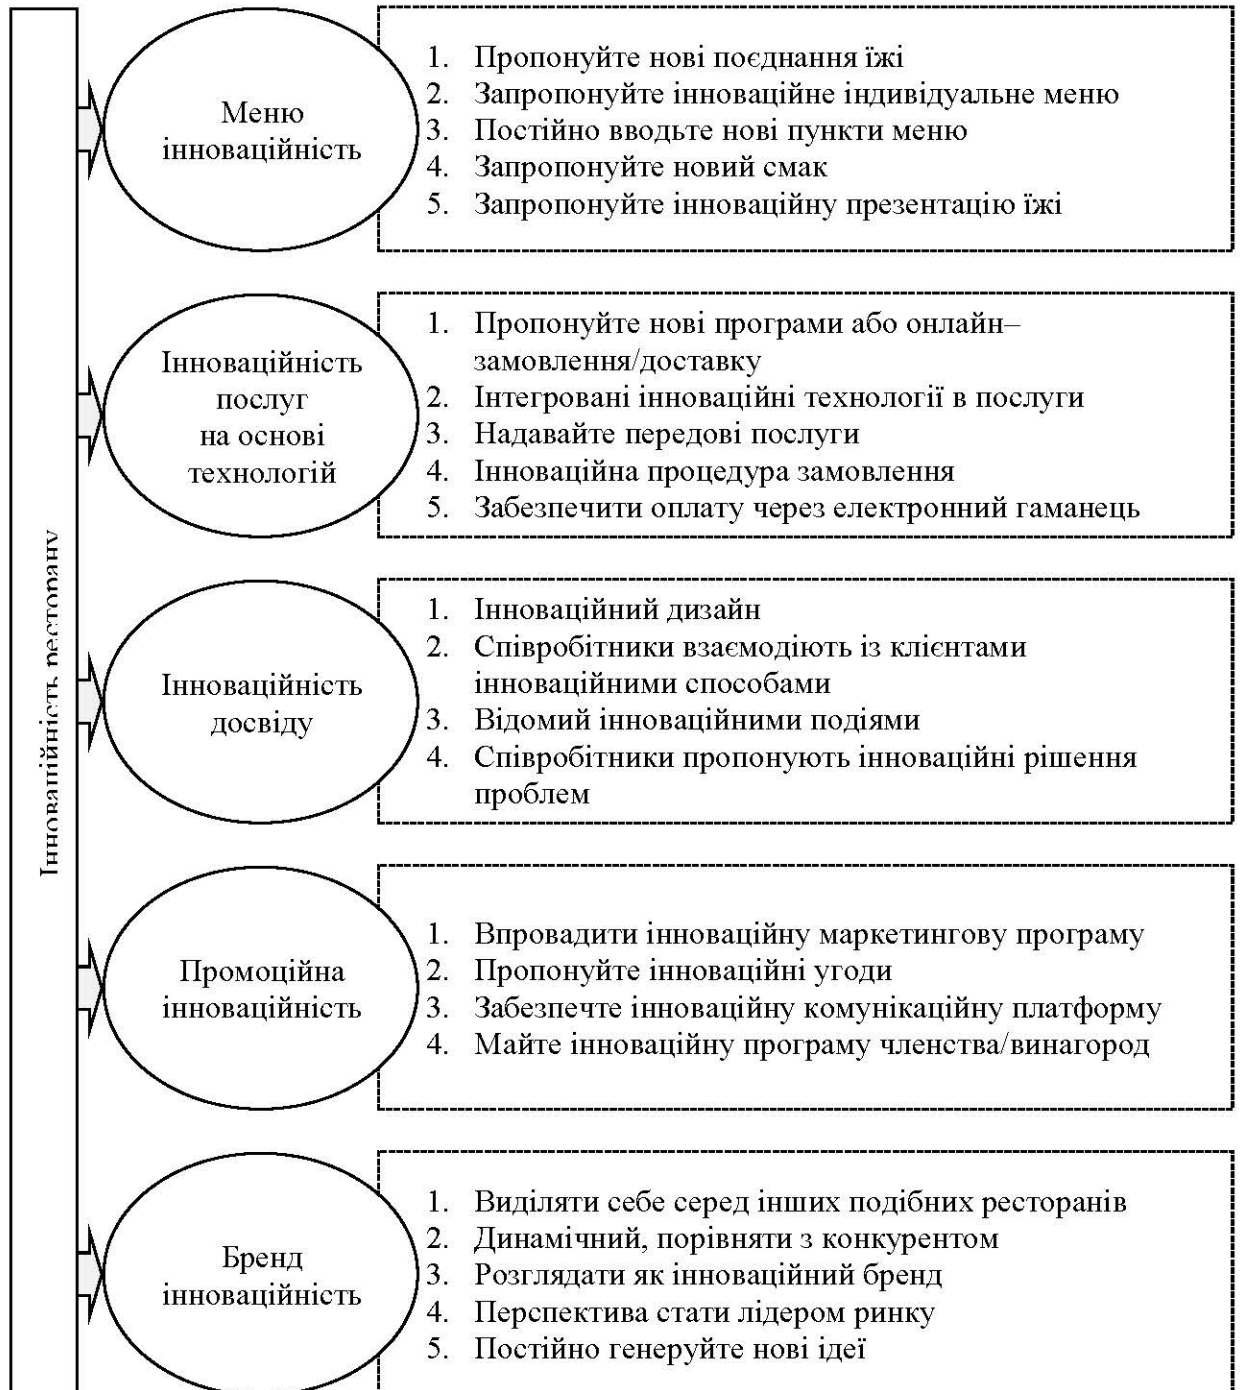 Інноваційність ресторану
Меню
інноваційність
1. Пропонуйте нові поєднання їжі
2. Запропонуйте інноваційне індивідуальне меню
3. Постійно вводьте нові пункти меню
4. Запропонуйте новий смак
5. Запропонуйте інноваційну презентацію їжі
Інноваційність
послуг
на основі
технологій
1. Пропонуйте нові програми або онлайн–
замовлення/доставку
2. Інтегровані інноваційні технології в послуги
3. Надавайте передові послуги
4. Інноваційна процедура замовлення
5. Забезпечити оплату через електронний гаманець
Інноваційність
досвіду
1. Інноваційний дизайн
2. Співробітники взаємодіють із клієнтами
інноваційними способами
3. Відомий інноваційними подіями
4. Співробітники пропонують інноваційні рішення
проблем
Промоційна
інноваційність
1. Впровадити інноваційну маркетингову програму
2. Пропонуйте інноваційні угоди
3. Забезпечте інноваційну комунікаційну платформу
4. Майте інноваційну програму членства/винагород
Бренд
інноваційність
1. Виділяти себе серед інших подібних ресторанів
2. Динамічний, порівняти з конкурентом
3. Розглядати як інноваційний бренд
4. Перспектива стати лідером ринку
5. Постійно генеруйте нові ідеї